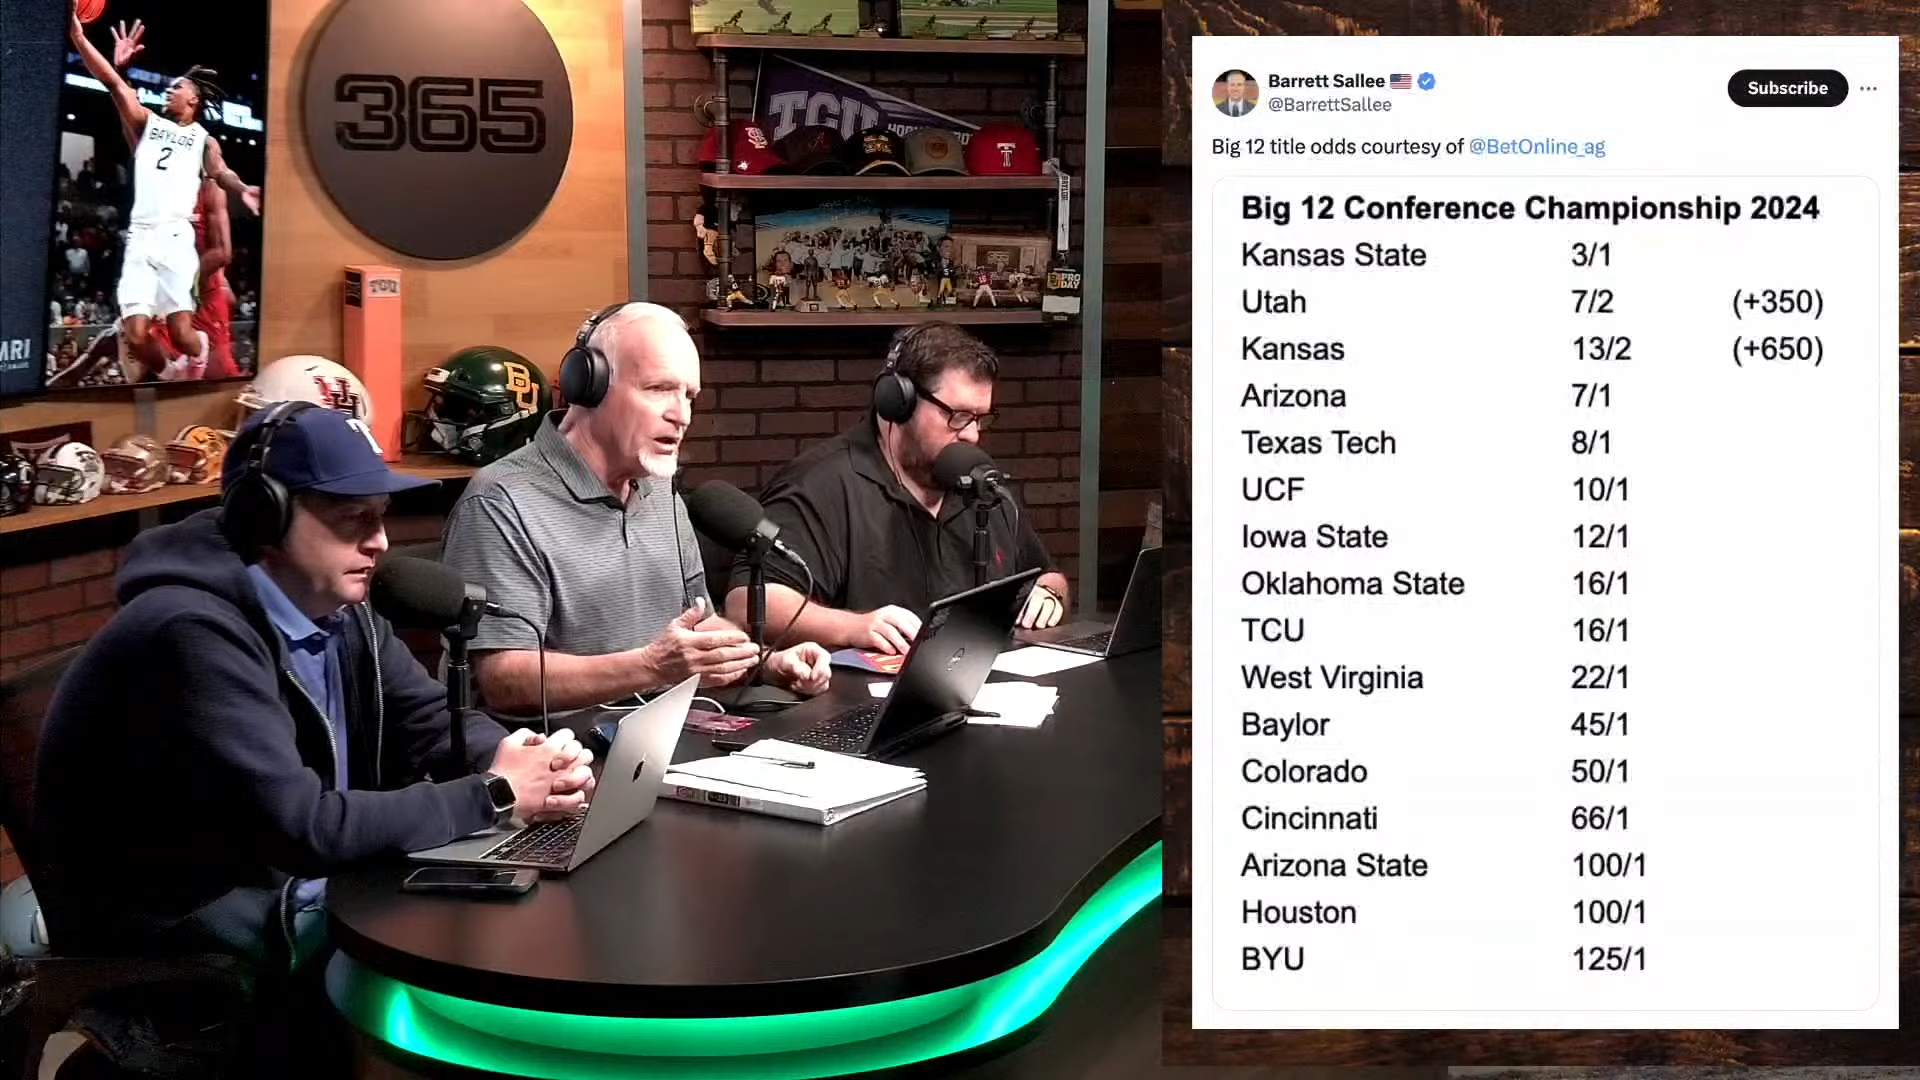 365
BAYLOR
2
TCU
T
TCU
BU
T
PRO
DAY
Barrett Sallee
@BarrettSallee
Subscribe
Big 12 title odds courtesy of @BetOnline_ag
Big 12 Conference Championship 2024
Kansas State 3/1
Utah 7/2 (+350)
Kansas 13/2 (+650)
Arizona 7/1
Texas Tech 8/1
UCF 10/1
Iowa State 12/1
Oklahoma State 16/1
TCU 16/1
West Virginia 22/1
Baylor 45/1
Colorado 50/1
Cincinnati 66/1
Arizona State 100/1
Houston 100/1
BYU 125/1